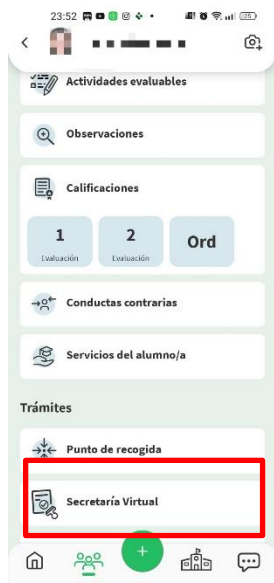 23:52
25
Actividades evaluables
Observaciones
Calificaciones
1 2 Ord
Evaluación Evaluación
Conductas contrarias
Servicios del alumno/a
Trámites
Punto de recogida
Secretaría Virtual
+